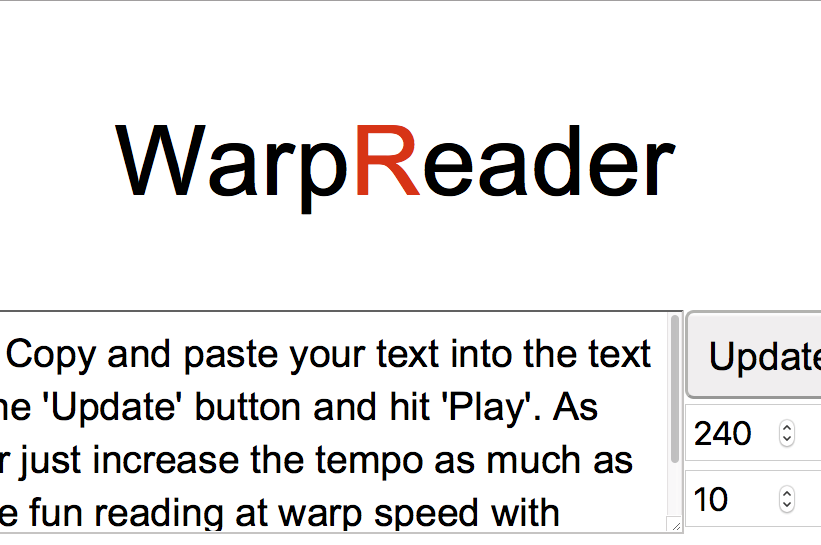 WarpReader
Copy and paste your text into the text
'Update' button and hit 'Play'. As
just increase the tempo as much as
fun reading at warp speed with
Update
240
10